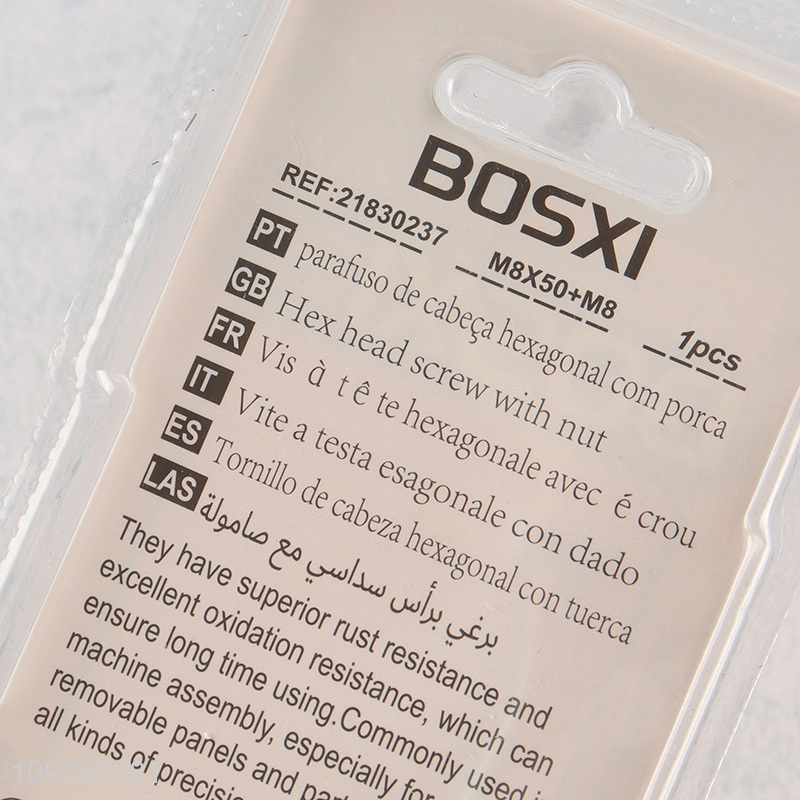 BOSXI
REF:21830237 M8X50+M8 1pcs
PT parafuso de cabeça hexagonal com porca
GB Hex head screw with nut
FR Vis à tê te hexagonale avec é crou
IT Vite a testa esagonale con dado
ES Tornillo de cabeza hexagonal con tuerca
LAS برغي برأس سداسي مع صامولة
They have superior rust resistance and
excellent oxidation resistance, which can
ensure long time using.Commonly used
machine assembly, especially for
removable panels and
all kinds of